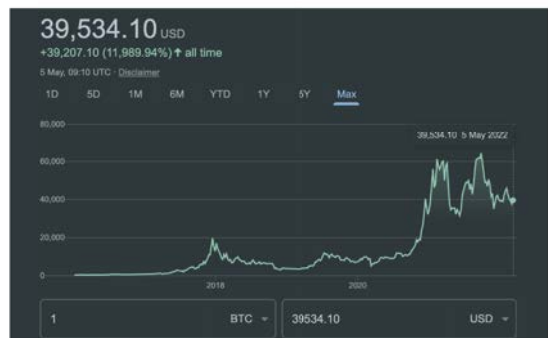 39,534.10 USD
+39,207.10 (11,989.94%) ↑ all time
5 May, 09:10 UTC · Disclaimer
1D 5D 1M 6M YTD 1Y 5Y Max
80,000
39,534.10 5 May 2022
60,000
40,000
20,000
0
2018 2020
1 BTC 39534.10 USD